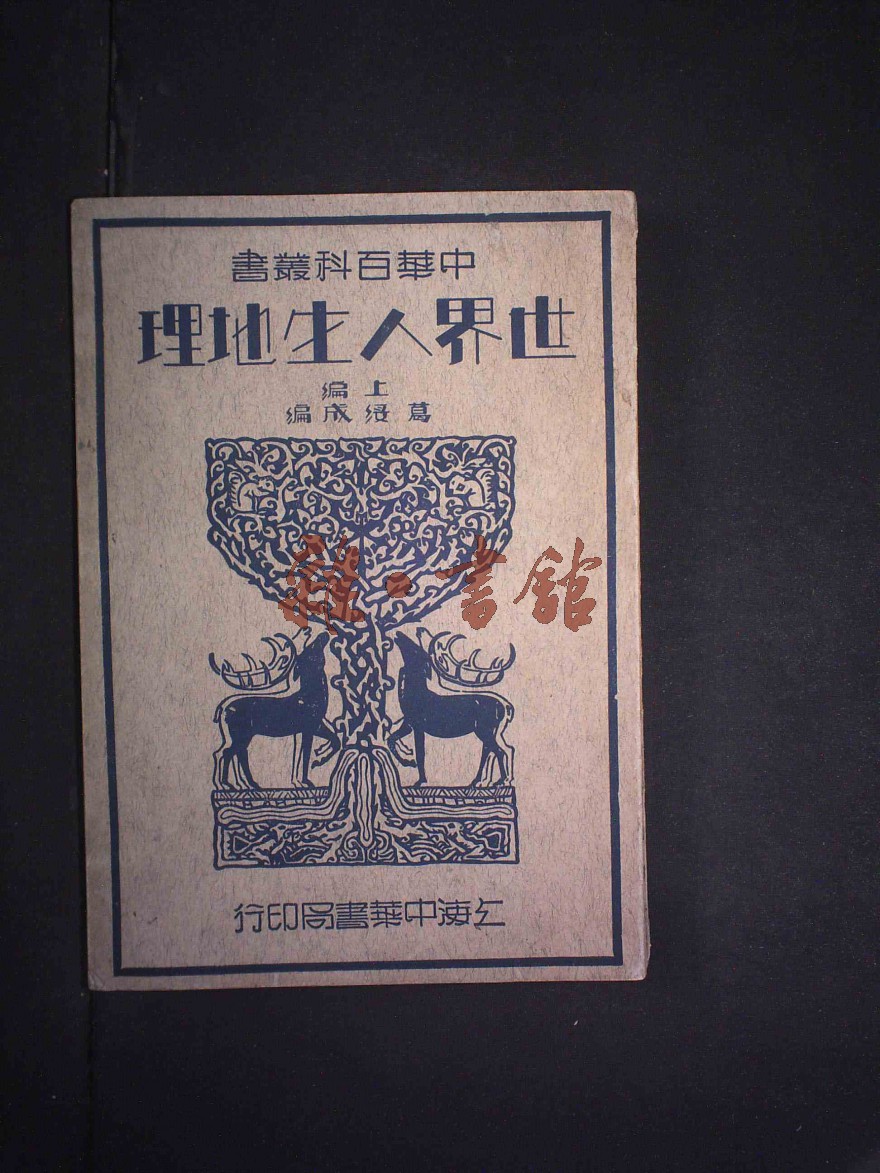 中華百科叢書
世界人生地理
上編
葛綏成編
上海中華書局印行
雜·書館